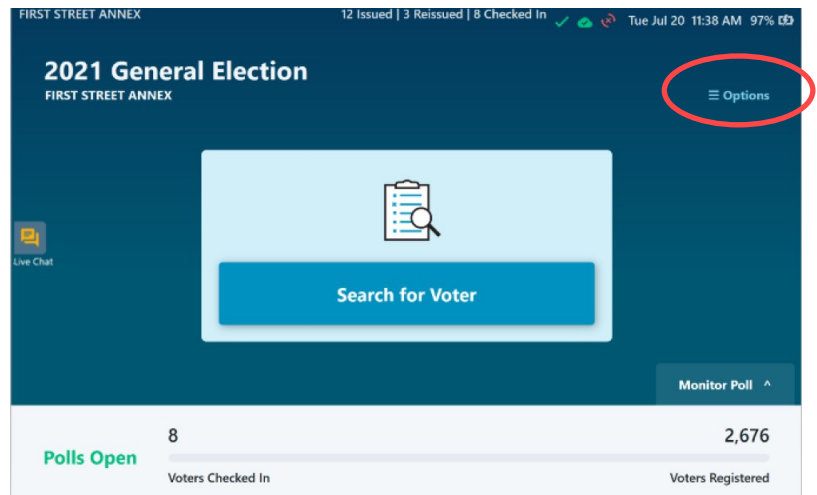 FIRST STREET ANNEX 12 Issued | 3 Reissued | 8 Checked In Tue Jul 20 11:38 AM 97%
2021 General Election
FIRST STREET ANNEX
☰ Options
Live Chat
Search for Voter
Monitor Poll ^
8 2,676
Polls Open
Voters Checked In Voters Registered